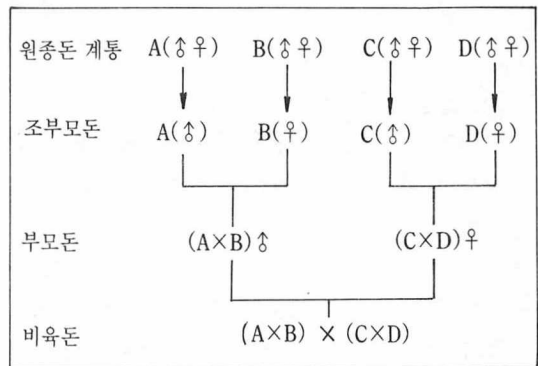 원종돈 계통 A(♂♀) B(♂♀) C(♂♀) D(♂♀)
조부모돈 A(♂) B(♀) C(♂) D(♀)
부모돈 (A×B)♂ (C×D)♀
비육돈 (A×B) × (C×D)